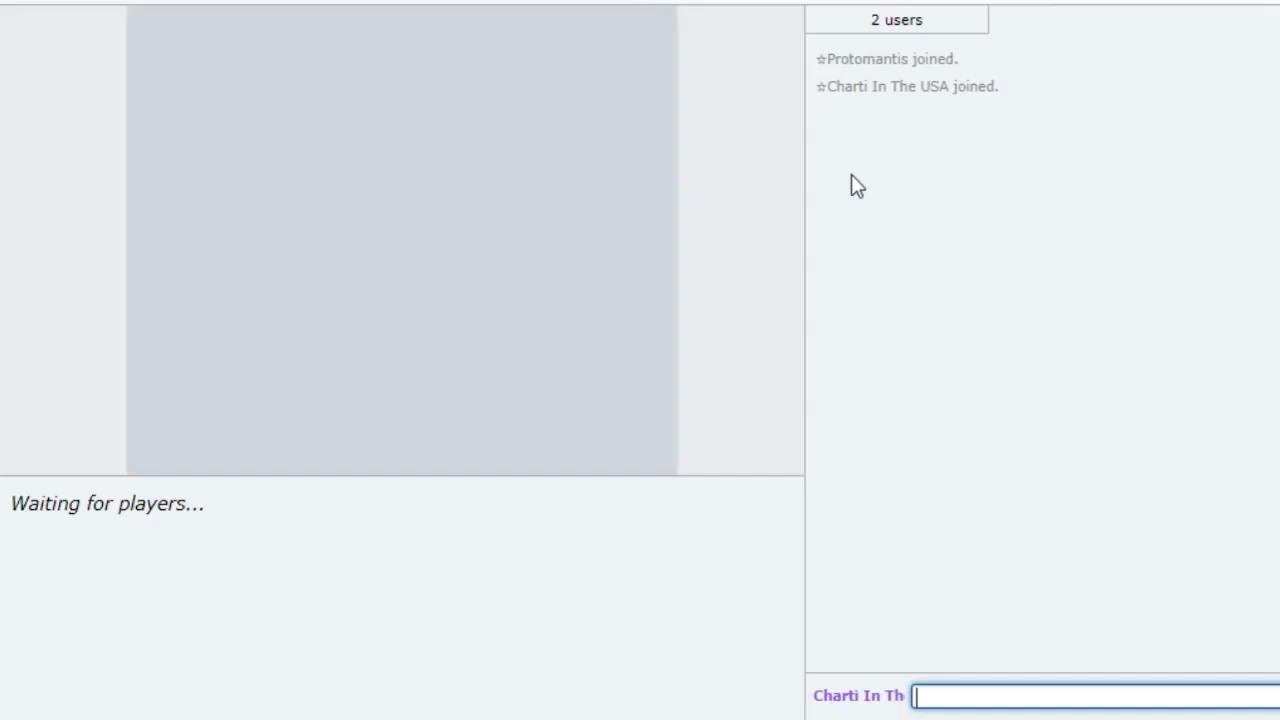 2 users
☆Protomantis joined.
☆Charti In The USA joined.
Waiting for players...
Charti In Th